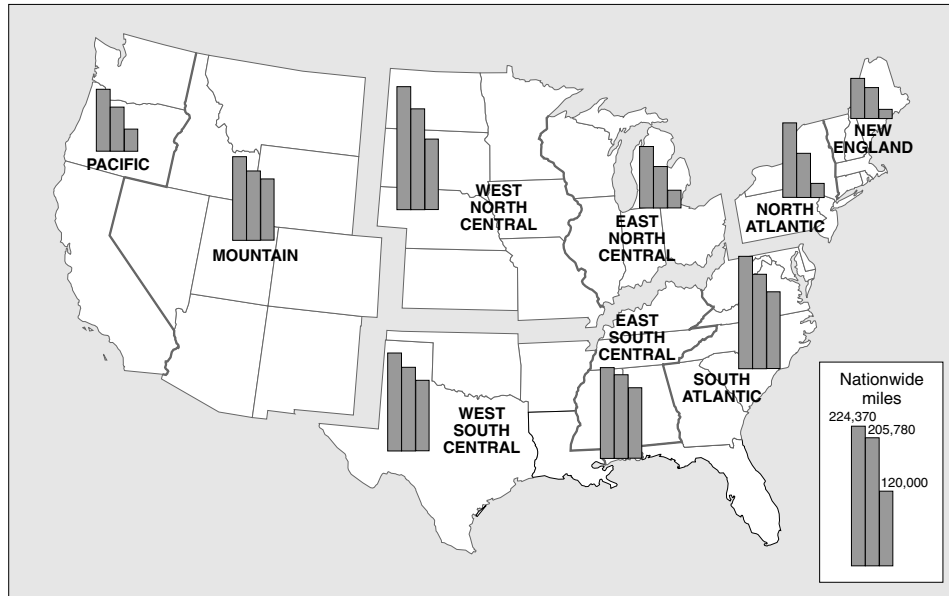 PACIFIC
MOUNTAIN
WEST
NORTH
CENTRAL
WEST
SOUTH
CENTRAL
EAST
NORTH
CENTRAL
EAST
SOUTH
CENTRAL
SOUTH
ATLANTIC
NORTH
ATLANTIC
NEW
ENGLAND
Nationwide
miles
224,370
205,780
120,000